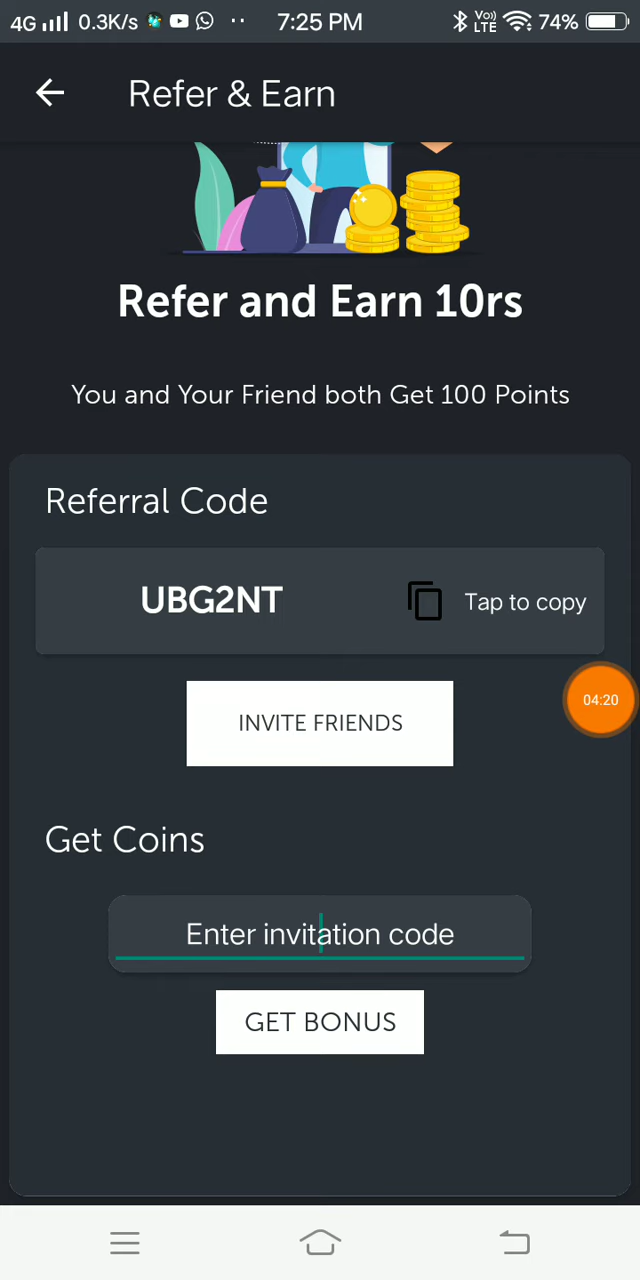 4G 0.3K/s 7:25 PM Vo) LTE 74%
Refer & Earn
Refer and Earn 10rs
You and Your Friend both Get 100 Points
Referral Code
UBG2NT Tap to copy
INVITE FRIENDS
04:20
Get Coins
Enter invitation code
GET BONUS